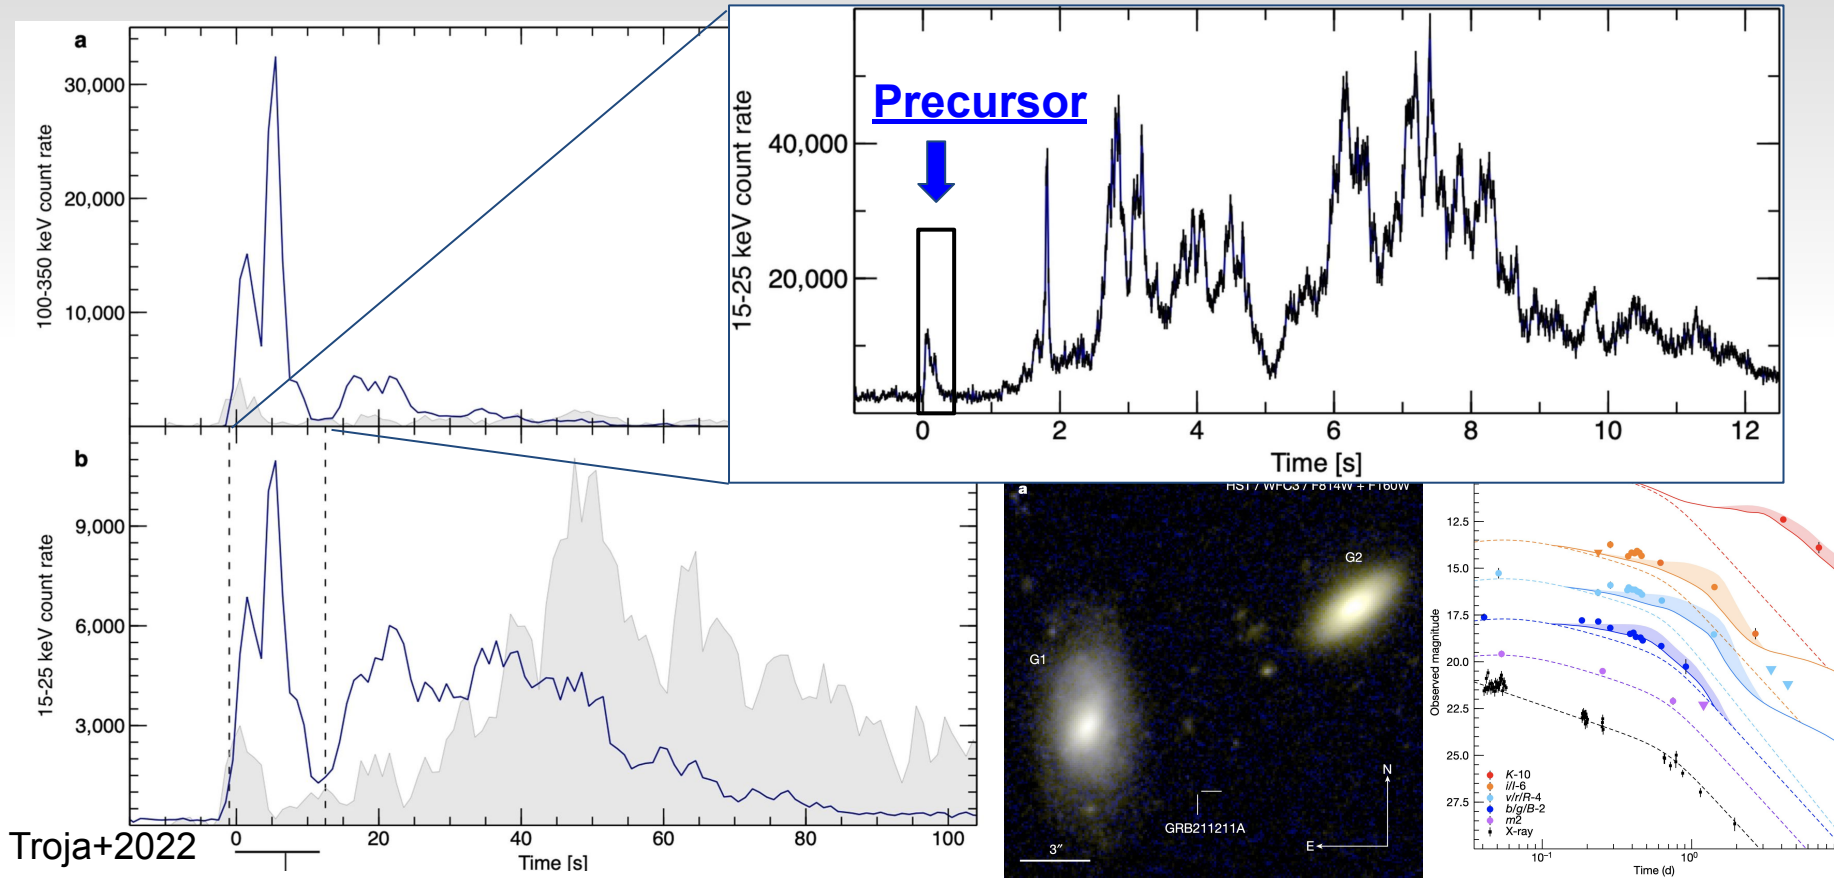 a
100-350 keV count rate
30,000
20,000
10,000
Precursor
15-25 keV count rate
40,000
20,000
0 2 4 6 8 10 12
Time [s]
b
15-25 keV count rate
9,000
6,000
3,000
0 20 40 60 80 100
Time [s]
Troja+2022
a
HST / WFC3 / F814W + F160W
G2
G1
GRB211211A
3″
N
E
Observed magnitude
12.5
15.0
17.5
20.0
22.5
25.0
27.5
K-10
i/I-6
v/r/R-4
b/g/B-2
m2
X-ray
10⁻¹ 10⁰
Time (d)